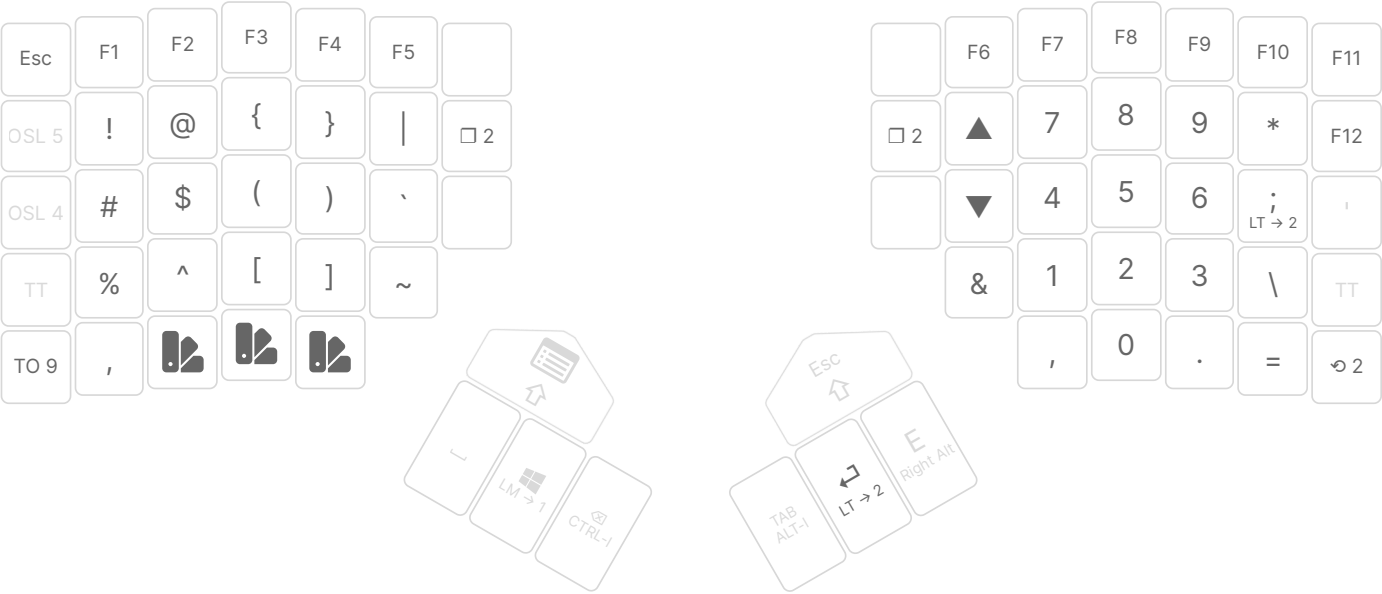 Esc F1 F2 F3 F4 F5 F6 F7 F8 F9 F10 F11
OSL 5 ! @ { } | ❐ 2 ❐ 2 ▲ 7 8 9 * F12
OSL 4 # $ ( ) ` ▼ 4 5 6 ; '
LT → 2
TT % ^ [ ] ~ & 1 2 3 \ TT
TO 9 , , 0 . = ⟲ 2
Esc
E
Right Alt
LM → 1
LT → 2
CTRL-I
TAB
ALT-I